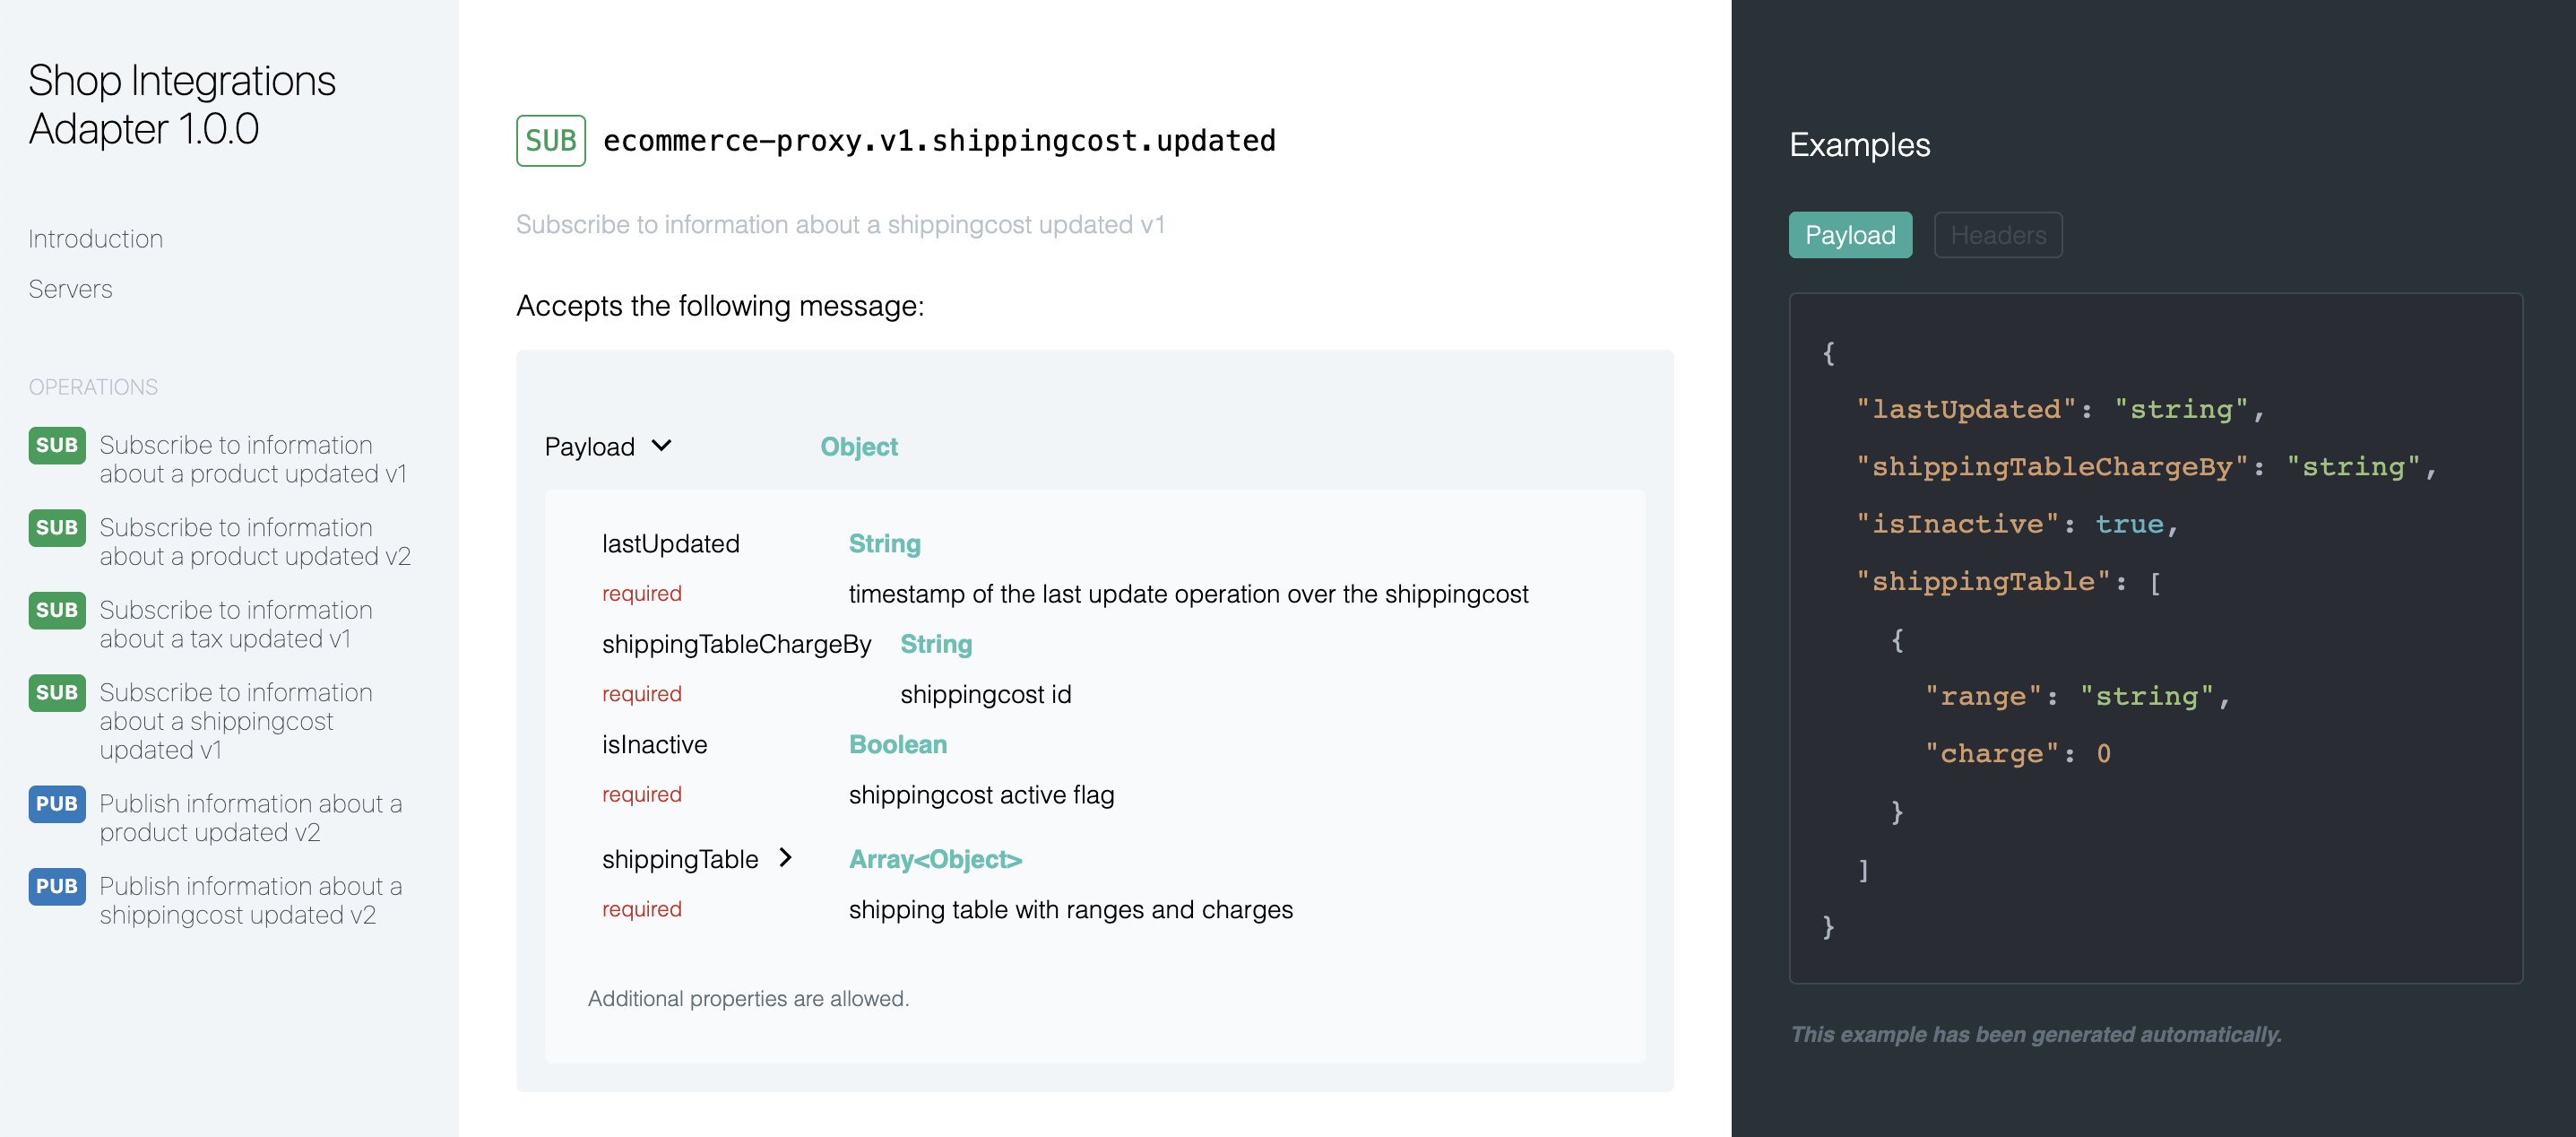 Shop Integrations
Adapter 1.0.0
Introduction
Servers
OPERATIONS
SUB Subscribe to information
about a product updated v1
SUB Subscribe to information
about a product updated v2
SUB Subscribe to information
about a tax updated v1
SUB Subscribe to information
about a shippingcost
updated v1
PUB Publish information about a
product updated v2
PUB Publish information about a
shippingcost updated v2
SUB ecommerce-proxy.v1.shippingcost.updated
Subscribe to information about a shippingcost updated v1
Accepts the following message:
Payload Object
lastUpdated String
required timestamp of the last update operation over the shippingcost
shippingTableChargeBy String
required shippingcost id
isInactive Boolean
required shippingcost active flag
shippingTable Array<Object>
required shipping table with ranges and charges
Additional properties are allowed.
Examples
Payload Headers
{
"lastUpdated": "string",
"shippingTableChargeBy": "string",
"isInactive": true,
"shippingTable": [
{
"range": "string",
"charge": 0
}
]
}
This example has been generated automatically.